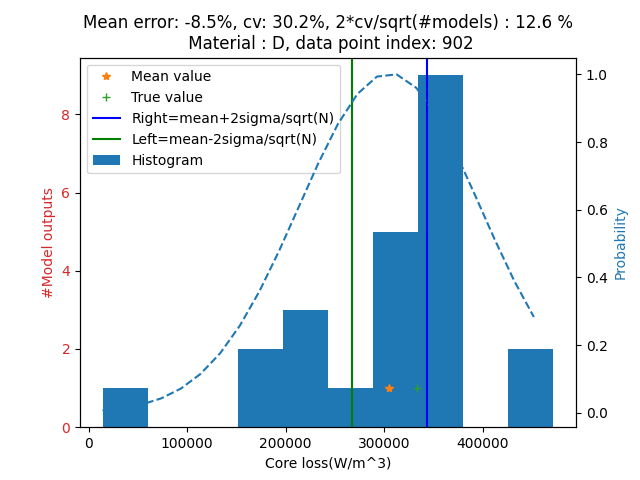 Mean error: -8.5%, cv: 30.2%, 2*cv/sqrt(#models) : 12.6 %
Material : D, data point index: 902
Mean value
True value
Right=mean+2sigma/sqrt(N)
Left=mean-2sigma/sqrt(N)
Histogram
#Model outputs
8
6
4
2
0
1.0
0.8
0.6
0.4
0.2
0.0
Probability
0 100000 200000 300000 400000
Core loss(W/m^3)